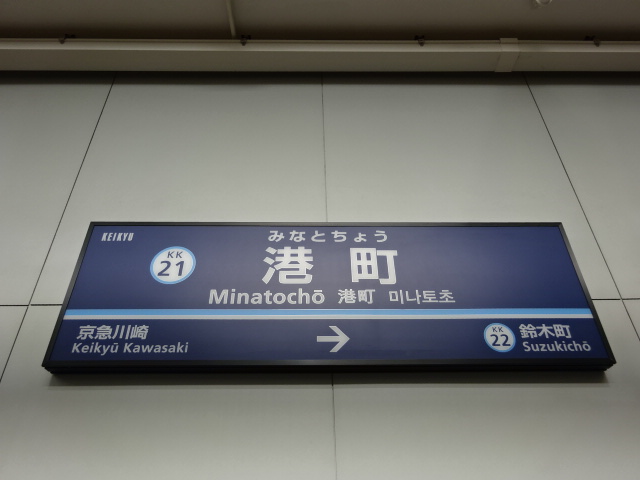 KEIKYU
KK
21
みなとちょう
港町
Minatochō 港町 미나토초
京急川崎
Keikyū Kawasaki
→
KK
22
鈴木町
Suzukichō